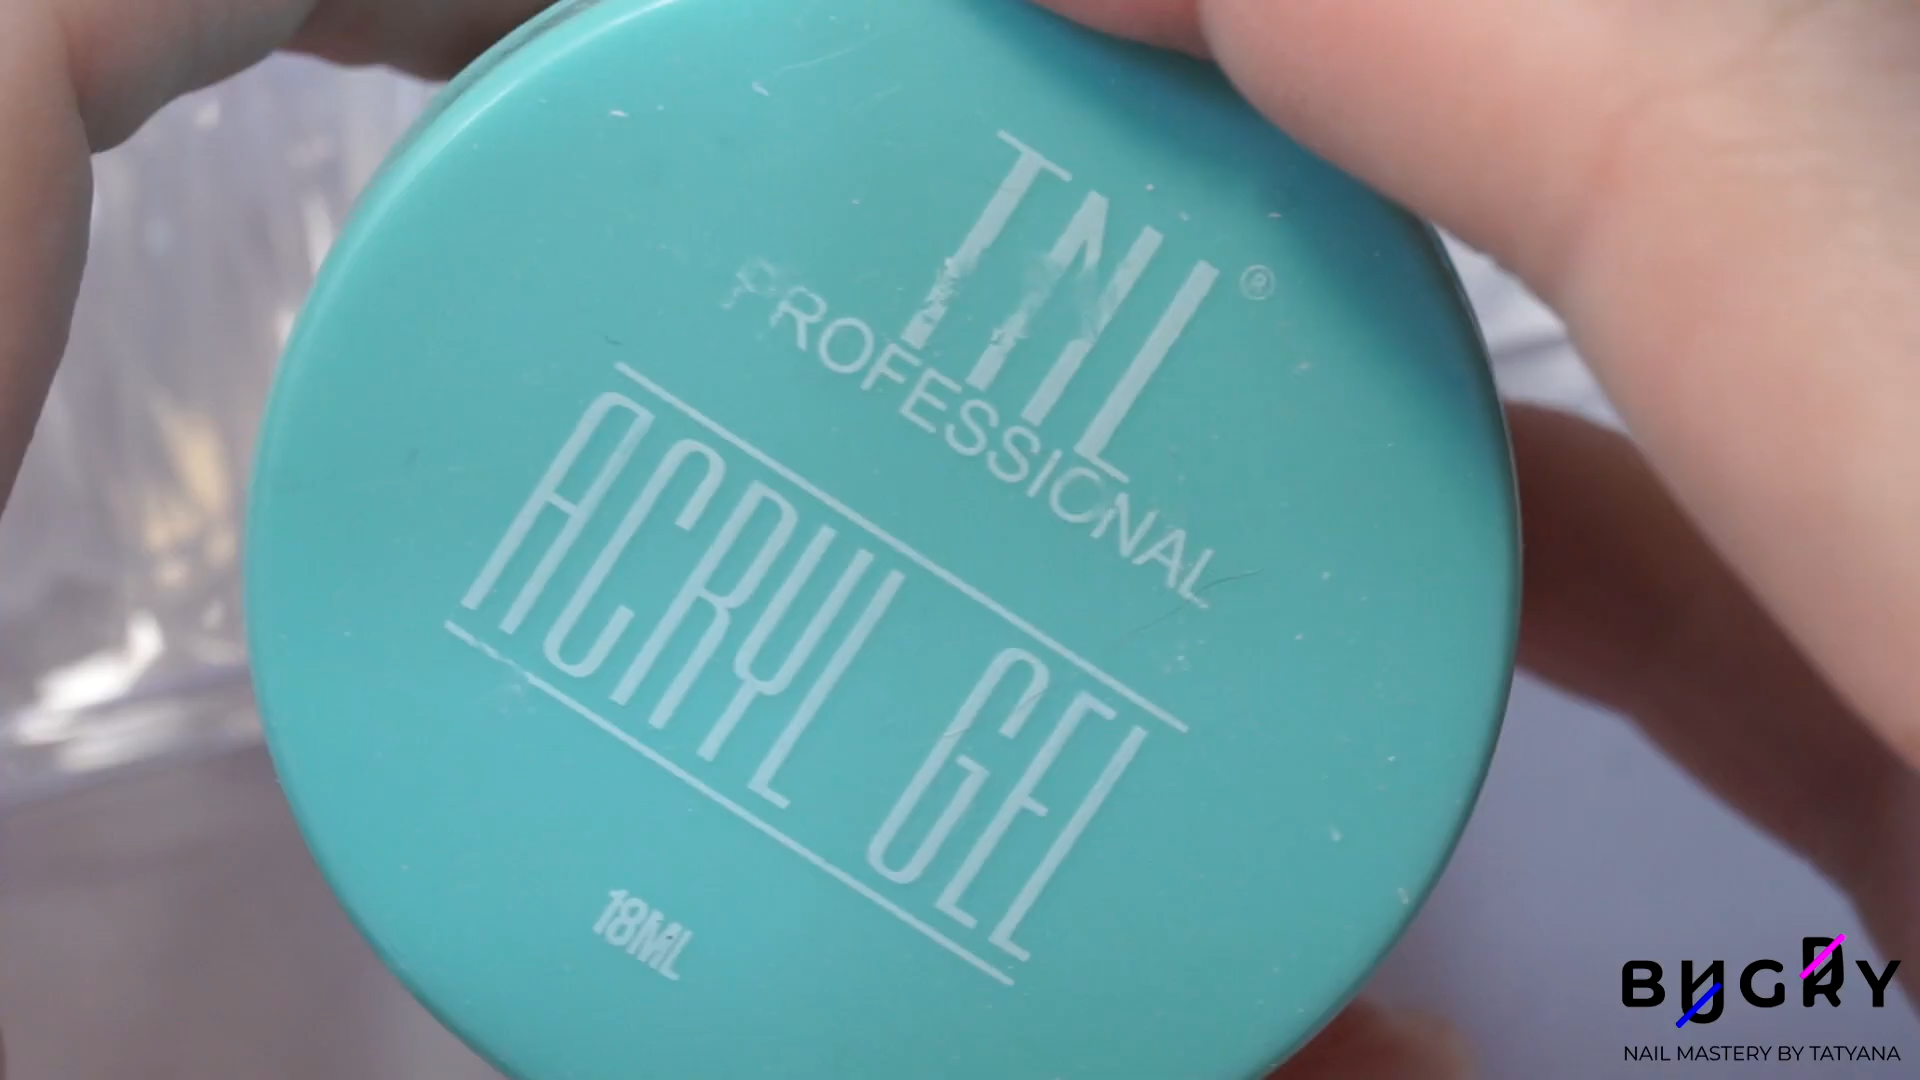 TNL®
PROFESSIONAL
ACRYL GEL
18ML
BUGRY
NAIL MASTERY BY TATYANA